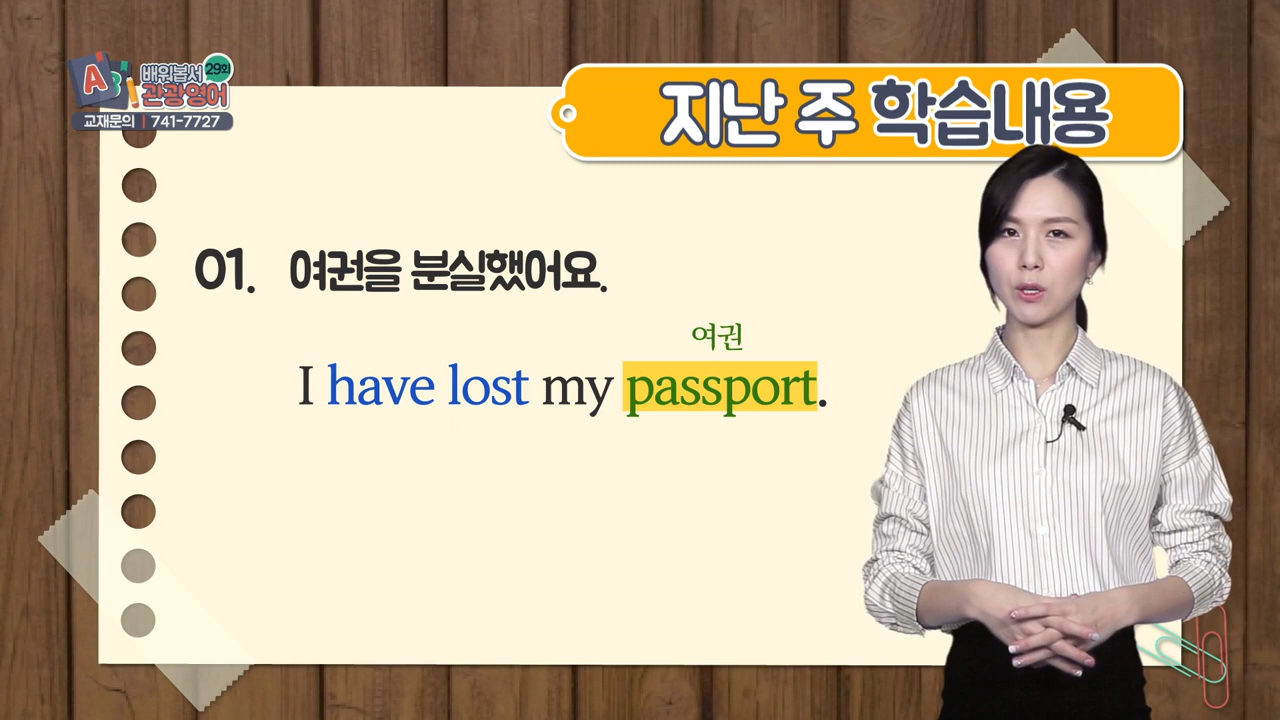 AB
배워봅서
29회
관광영어
교재문의 | 741-7727
지난 주 학습내용
01. 여권을 분실했어요.
여권
I have lost my passport.